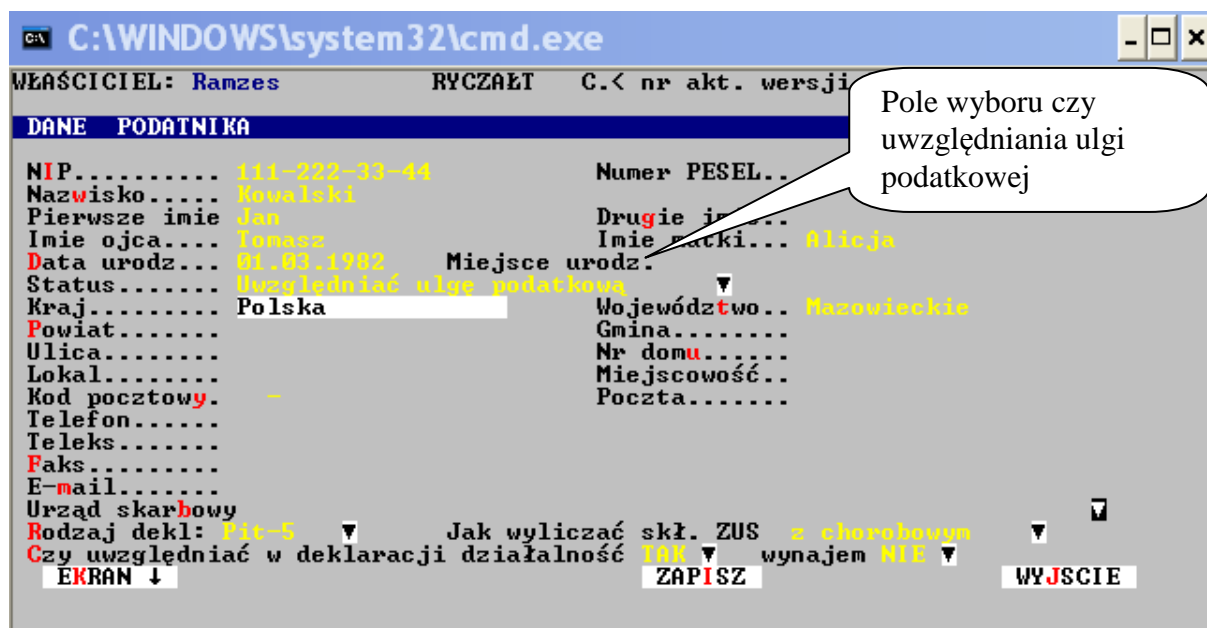 C:\WINDOWS\system32\cmd.exe
WŁAŚCICIEL: Ramzes RYCZAŁT C.< nr akt. wersji
Pole wyboru czy
uwzględniania ulgi
podatkowej
DANE PODATNIKA
NIP.......... 111-222-33-44 Numer PESEL..
Nazwisko..... Kowalski
Pierwsze imie Jan Drugie
Imie ojca.... Tomasz Imie matki... Alicja
Data urodz... 01.03.1982 Miejsce urodz.
Status....... Uwzględniać ulgę podatkową ▼
Kraj......... Polska Województwo.. Mazowieckie
Powiat....... Gmina........
Ulica........ Nr domu......
Lokal........ Miejscowość..
Kod pocztowy. - Poczta.......
Telefon......
Teleks.......
Faks.........
E-mail.......
Urząd skarbowy ▼
Rodzaj dekl: Pit-5 ▼ Jak wyliczać skł. ZUS z chorobowym ▼
Czy uwzględniać w deklaracji działalność TAK ▼ wynajem NIE ▼
EKRAN ↓ ZAPISZ WYJSCIE